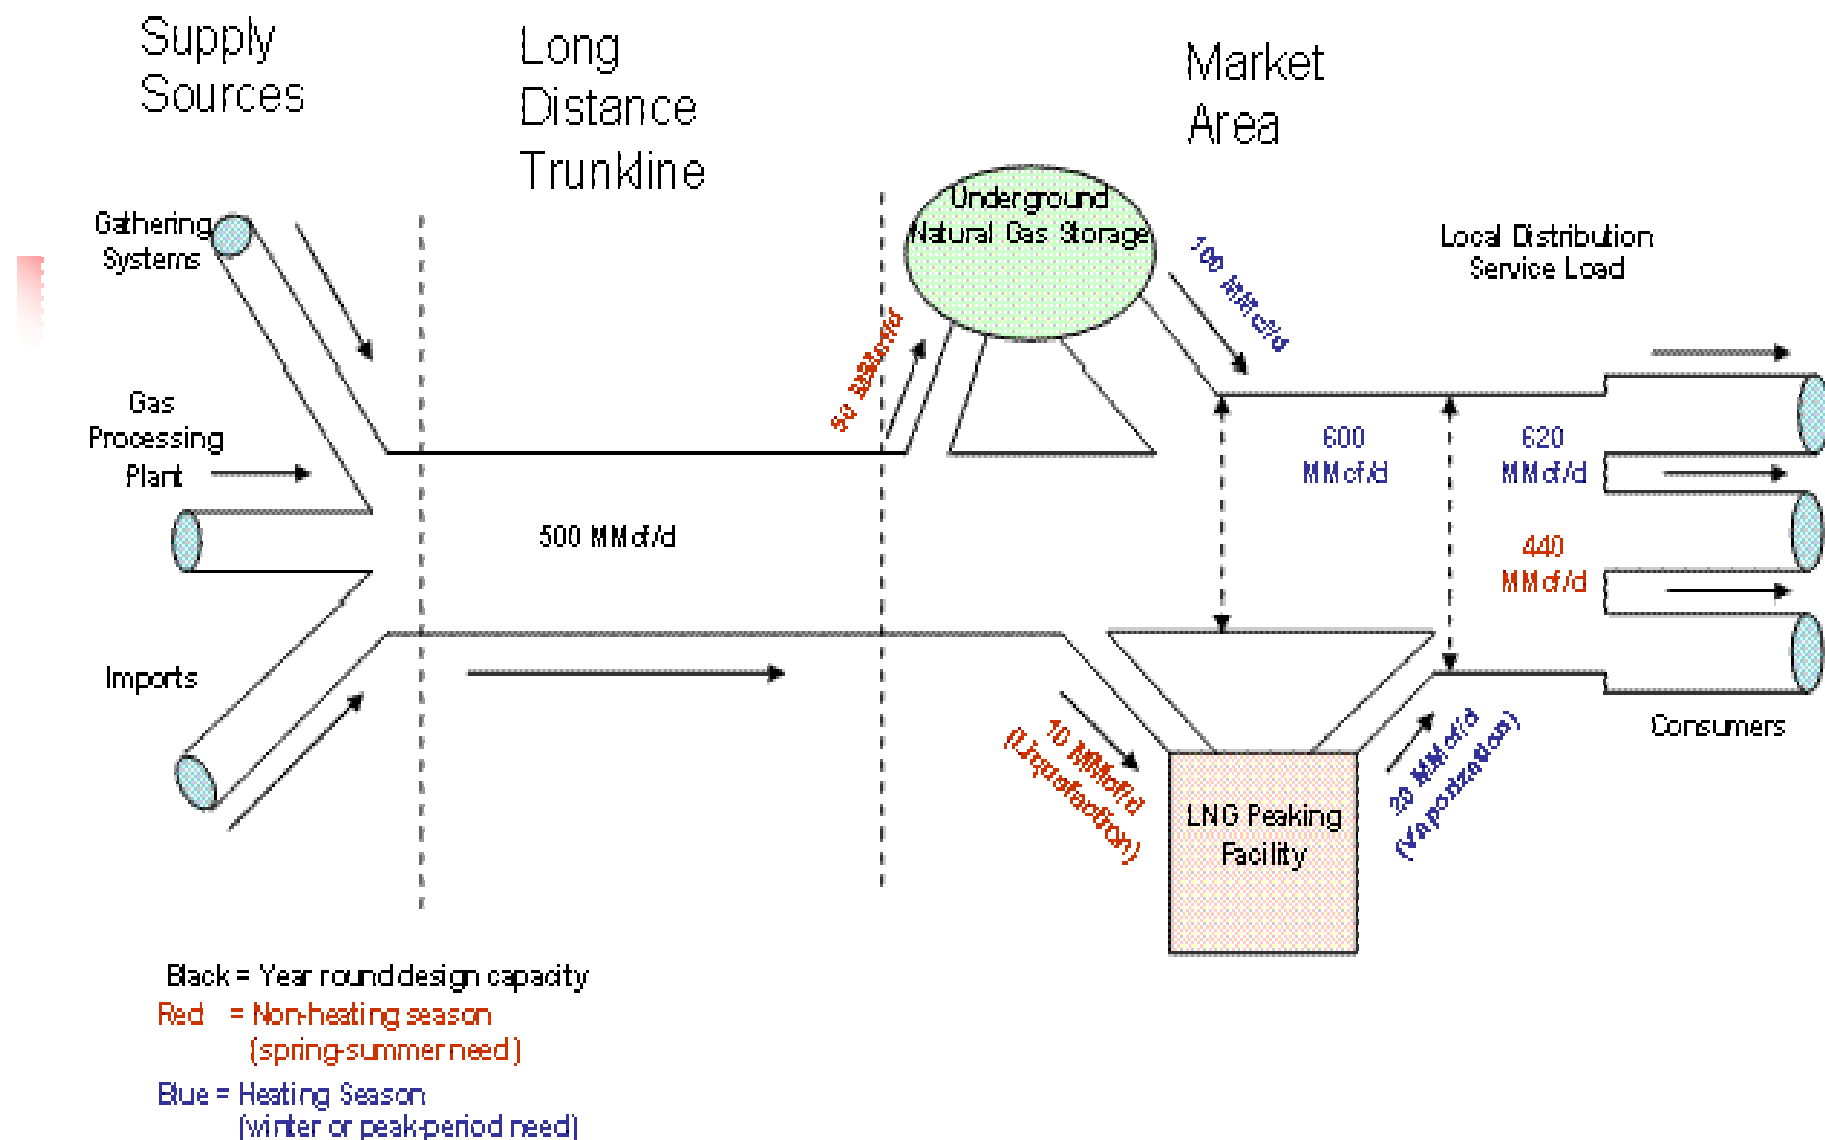 Supply
Sources
Long
Distance
Trunkline
Market
Area
Gathering
Systems
Underground
Natural Gas Storage
100 MMcf/d
Local Distribution
Service Load
50 MMcf/d
Gas
Processing
Plant
600
MMcf/d
620
MMcf/d
500 MMcf/d
440
MMcf/d
Imports
10 MMcf/d
(Liquefaction)
20 MMcf/d
(Vaporization)
Consumers
LNG Peaking
Facility
Black = Year round design capacity
Red = Non-heating season
(spring-summer need)
Blue = Heating Season
(winter or peak-period need)